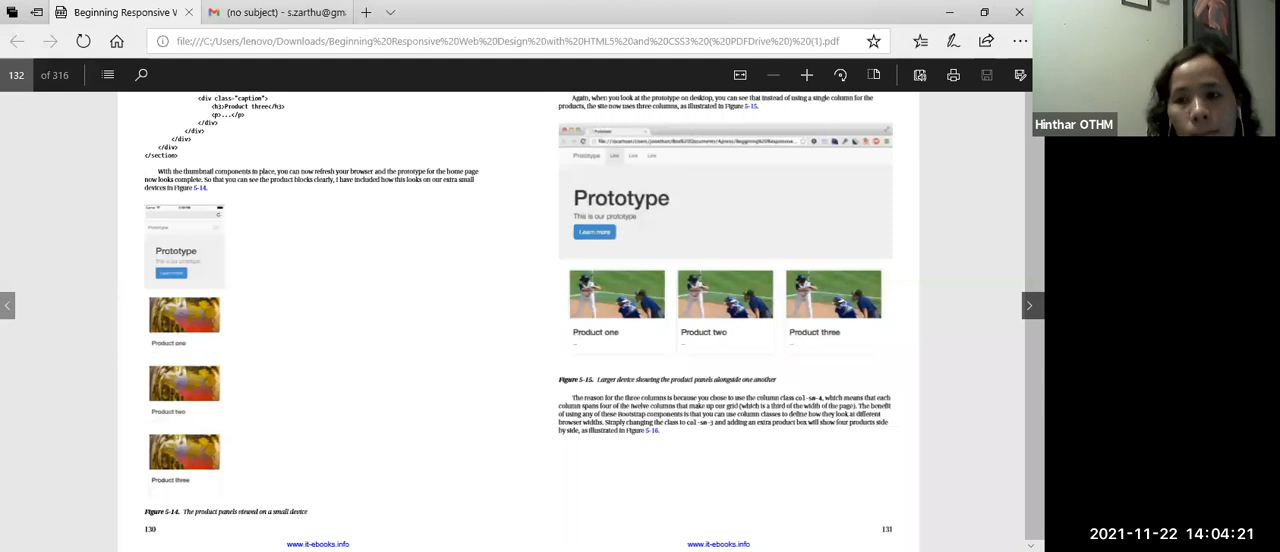 Beginning Responsive W
(no subject) - s.zarthu@gm
file:///C:/Users/lenovo/Downloads/Beginning%20Responsive%20Web%20Design%20with%20HTML5%20and%20CSS3%20(%20PDFDrive%20)%20(1).pdf
132 of 316
<div class="caption">
<h3>Product three</h3>
<p>...</p>
</div>
</div>
</div>
</section>
With the thumbnail components in place, you can now refresh your browser and the prototype for the home page
now looks complete. So that you can see the product blocks clearly, I have included how this looks on our extra small
devices in Figure 5-14.
Prototype
Prototype
This is our prototype
Learn more
Product one
Product two
Product three
Figure 5-14. The product panels viewed on a small device
130
www.it-ebooks.info
Again, when you look at the prototype on desktop, you can see that instead of using a single column for the
products, the site now uses three columns, as illustrated in Figure 5-15.
Prototype
Prototype Link Link Link
Prototype
This is our prototype
Learn more
Product one Product two Product three
... ... ...
Figure 5-15. Larger device showing the product panels alongside one another
The reason for the three columns is because you chose to use the column class col-sm-4, which means that each
column spans four of the twelve columns that make up our grid (which is a third of the width of the page). The benefit
of using any of these Bootstrap components is that you can use column classes to define how they look at different
browser widths. Simply changing the class to col-sm-3 and adding an extra product box will show four products side
by side, as illustrated in Figure 5-16.
131
www.it-ebooks.info
Hinthar OTHM
2021-11-22 14:04:21